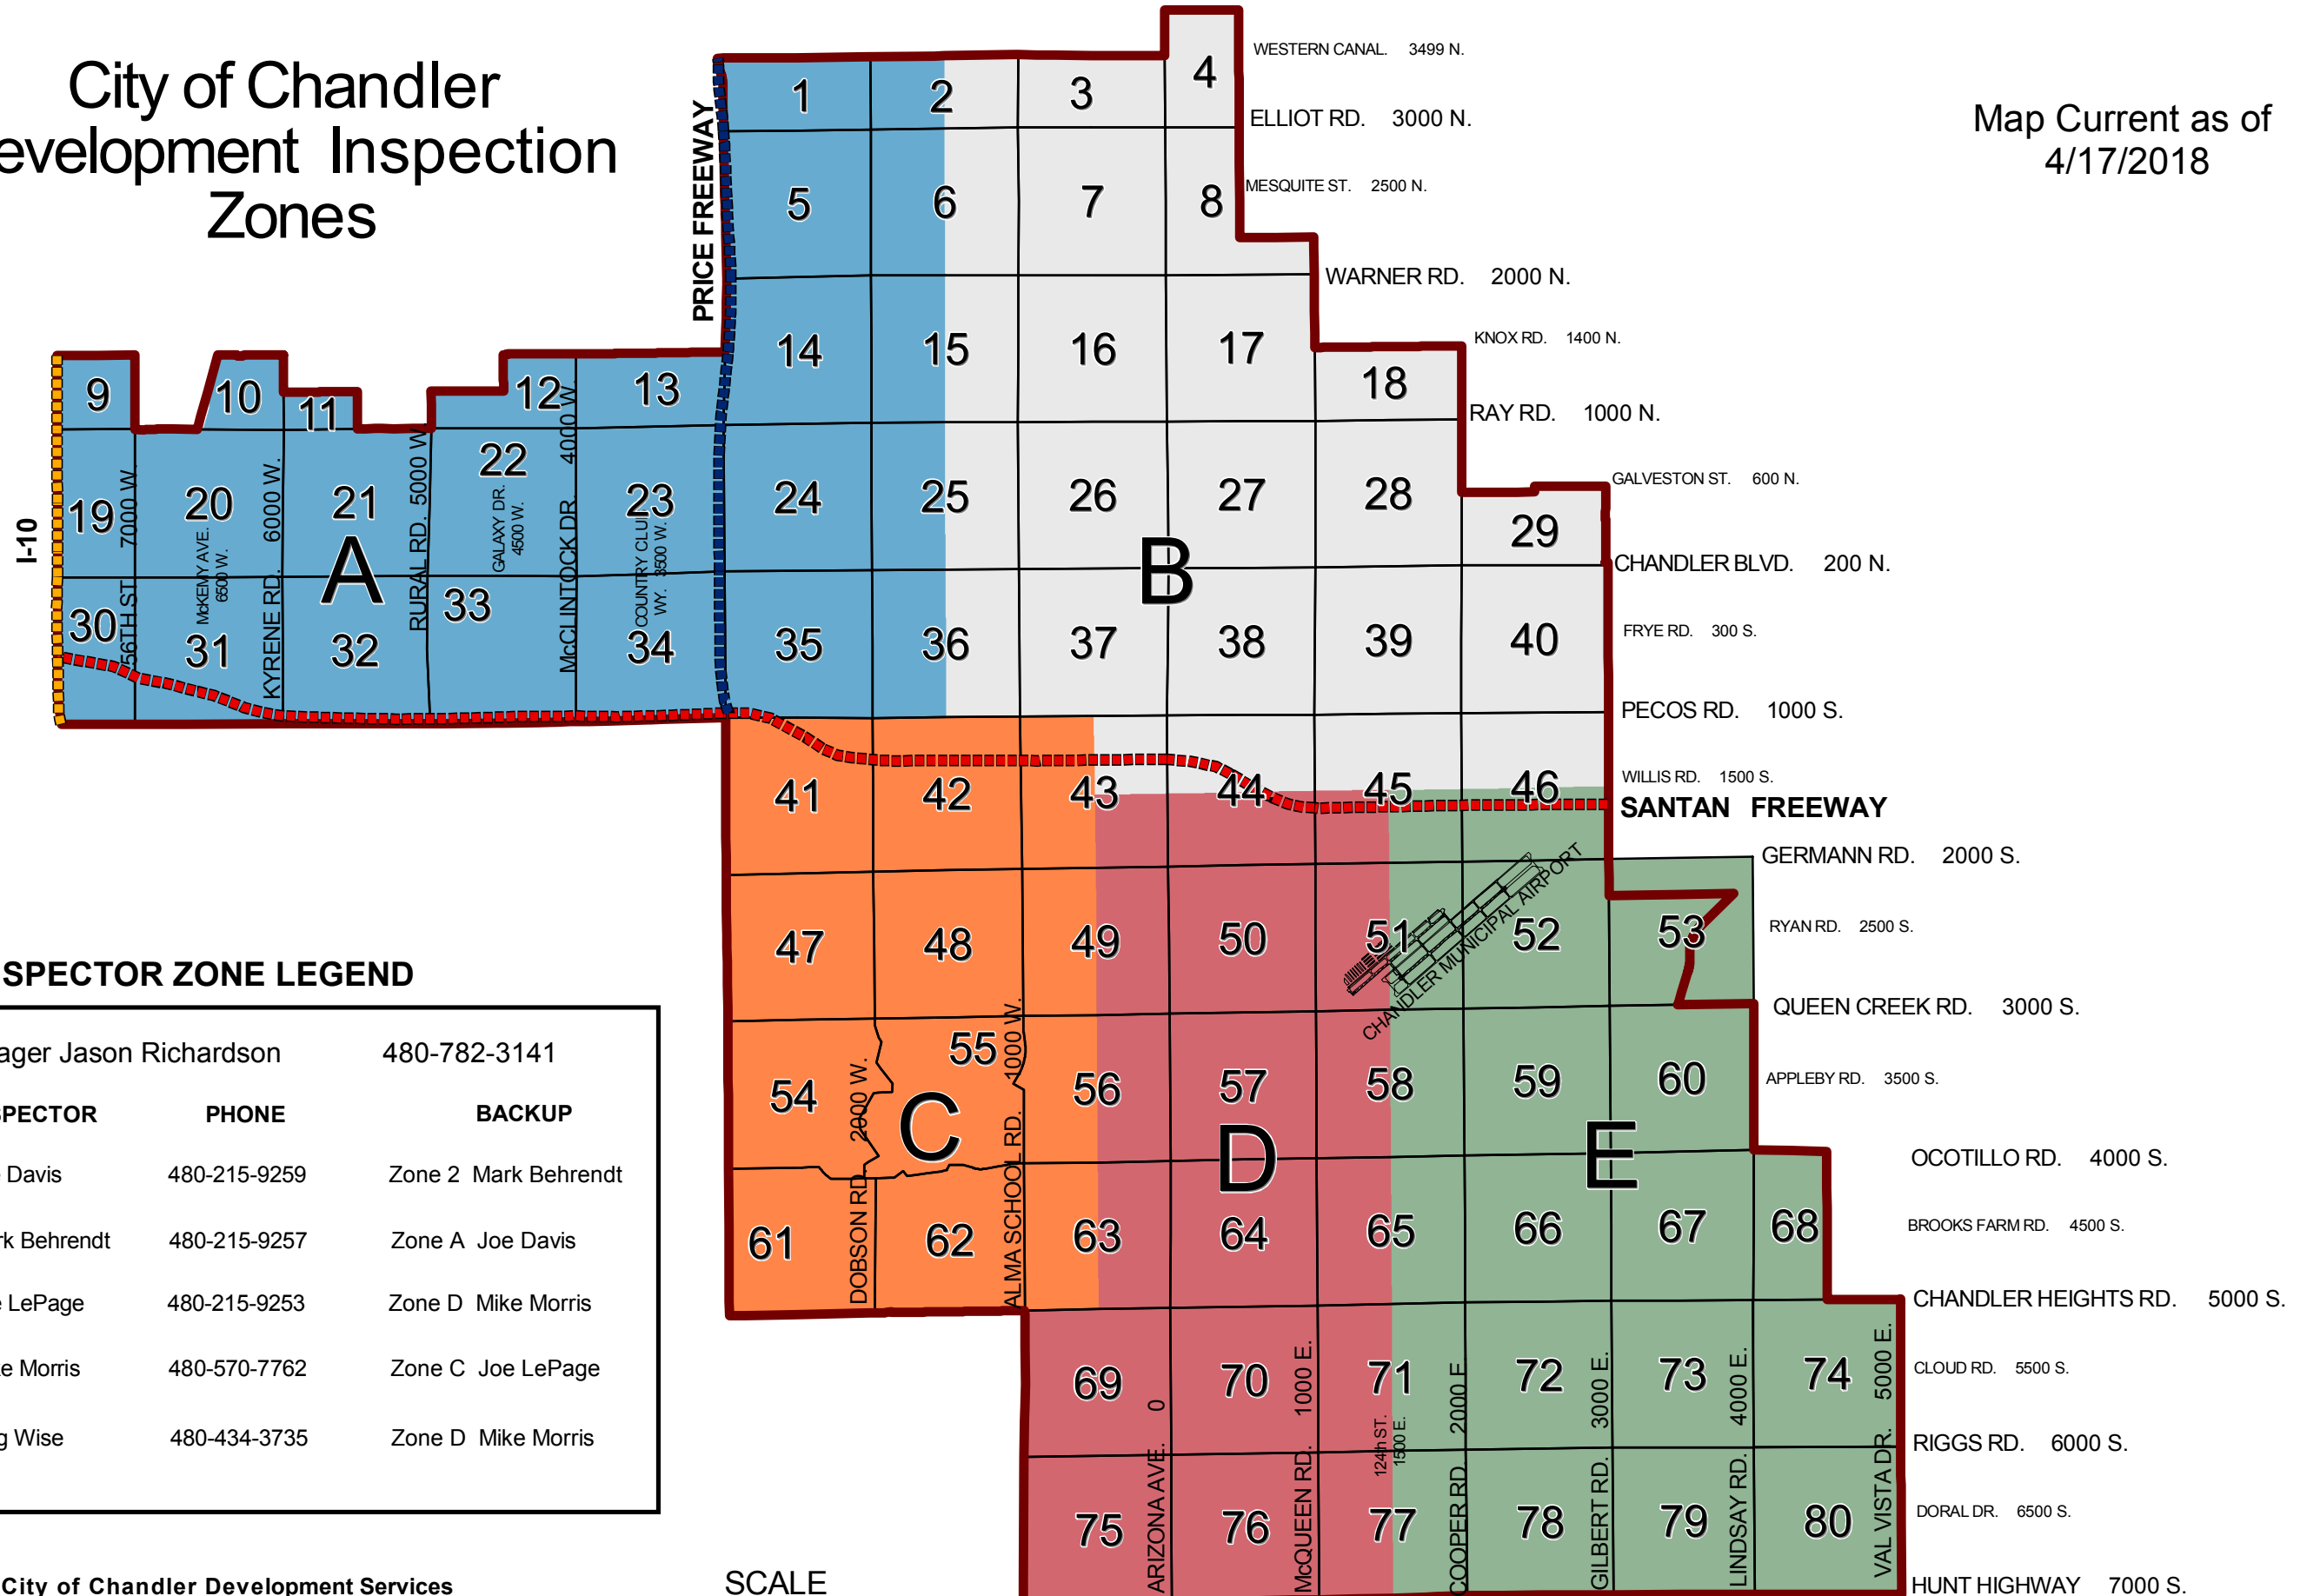 City of Chandler
evelopment Inspection
Zones
Map Current as of
4/17/2018
WESTERN CANAL. 3499 N.
ELLIOT RD. 3000 N.
MESQUITE ST. 2500 N.
WARNER RD. 2000 N.
KNOX RD. 1400 N.
RAY RD. 1000 N.
GALVESTON ST. 600 N.
CHANDLER BLVD. 200 N.
FRYE RD. 300 S.
PECOS RD. 1000 S.
WILLIS RD. 1500 S.
SANTAN FREEWAY
GERMANN RD. 2000 S.
RYAN RD. 2500 S.
QUEEN CREEK RD. 3000 S.
APPLEBY RD. 3500 S.
OCOTILLO RD. 4000 S.
BROOKS FARM RD. 4500 S.
CHANDLER HEIGHTS RD. 5000 S.
CLOUD RD. 5500 S.
RIGGS RD. 6000 S.
DORAL DR. 6500 S.
HUNT HIGHWAY 7000 S.
PRICE FREEWAY
I-10
1 2 3 4
5 6 7 8
14 15 16 17 18
9 10 11 12 13
19 20 21 22 23 24 25 26 27 28 29
A B
30 31 32 33 34 35 36 37 38 39 40
41 42 43 44 45 46
47 48 49 50 51 52 53
54 55 56 57 58 59 60
C D E
61 62 63 64 65 66 67 68
69 70 71 72 73 74
75 76 77 78 79 80
56TH ST 7000 W.
McKEMY AVE.
6500 W.
KYRENE RD. 6000 W.
RURAL RD. 5000 W.
GALAXY DR.
4500 W.
McCLINTOCK DR. 4000 W.
COUNTRY CLU
WY. 3500 W.
DOBSON RD. 2000 W.
ALMA SCHOOL RD. 1000 W.
ARIZONA AVE. 0
McQUEEN RD. 1000 E.
124th ST.
1500 E.
COOPER RD. 2000 E
GILBERT RD. 3000 E.
LINDSAY RD. 4000 E.
VAL VISTA DR. 5000 E.
CHANDLER MUNICIPAL AIRPORT
SPECTOR ZONE LEGEND
ager Jason Richardson 480-782-3141
SPECTOR PHONE BACKUP
Davis 480-215-9259 Zone 2 Mark Behrendt
rk Behrendt 480-215-9257 Zone A Joe Davis
e LePage 480-215-9253 Zone D Mike Morris
ke Morris 480-570-7762 Zone C Joe LePage
g Wise 480-434-3735 Zone D Mike Morris
City of Chandler Development Services
SCALE